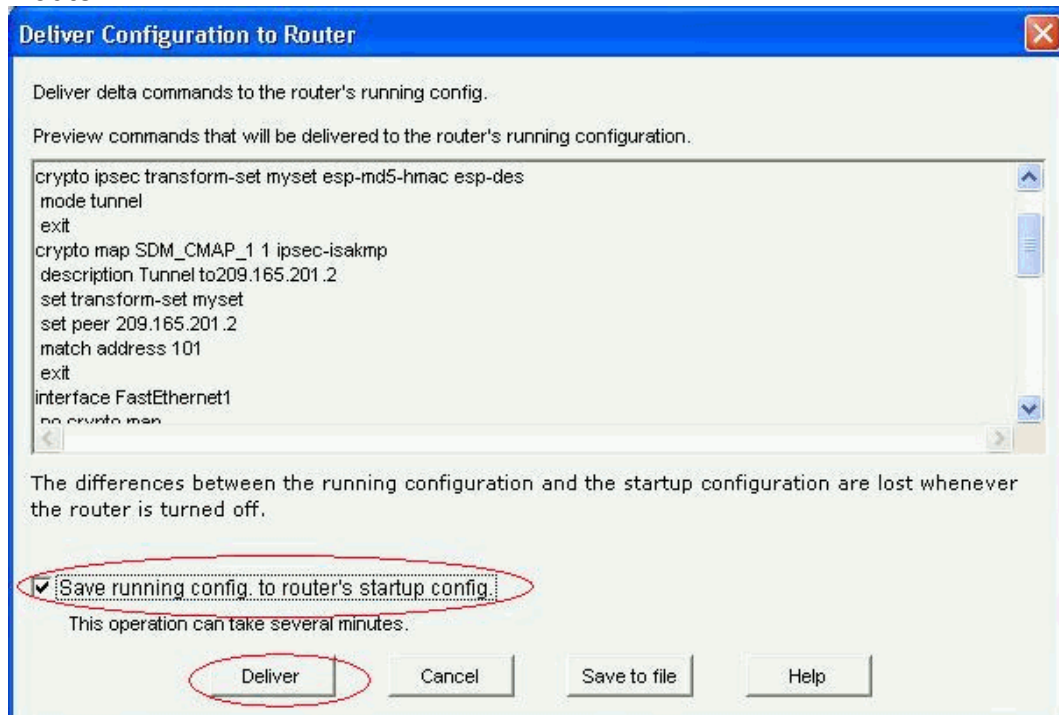 Deliver Configuration to Router
Deliver delta commands to the router's running config.
Preview commands that will be delivered to the router's running configuration.
crypto ipsec transform-set myset esp-md5-hmac esp-des
mode tunnel
exit
crypto map SDM_CMAP_1 1 ipsec-isakmp
description Tunnel to209.165.201.2
set transform-set myset
set peer 209.165.201.2
match address 101
exit
interface FastEthernet1
no crypto map
The differences between the running configuration and the startup configuration are lost whenever
the router is turned off.
Save running config. to router's startup config.
This operation can take several minutes.
Deliver Cancel Save to file Help